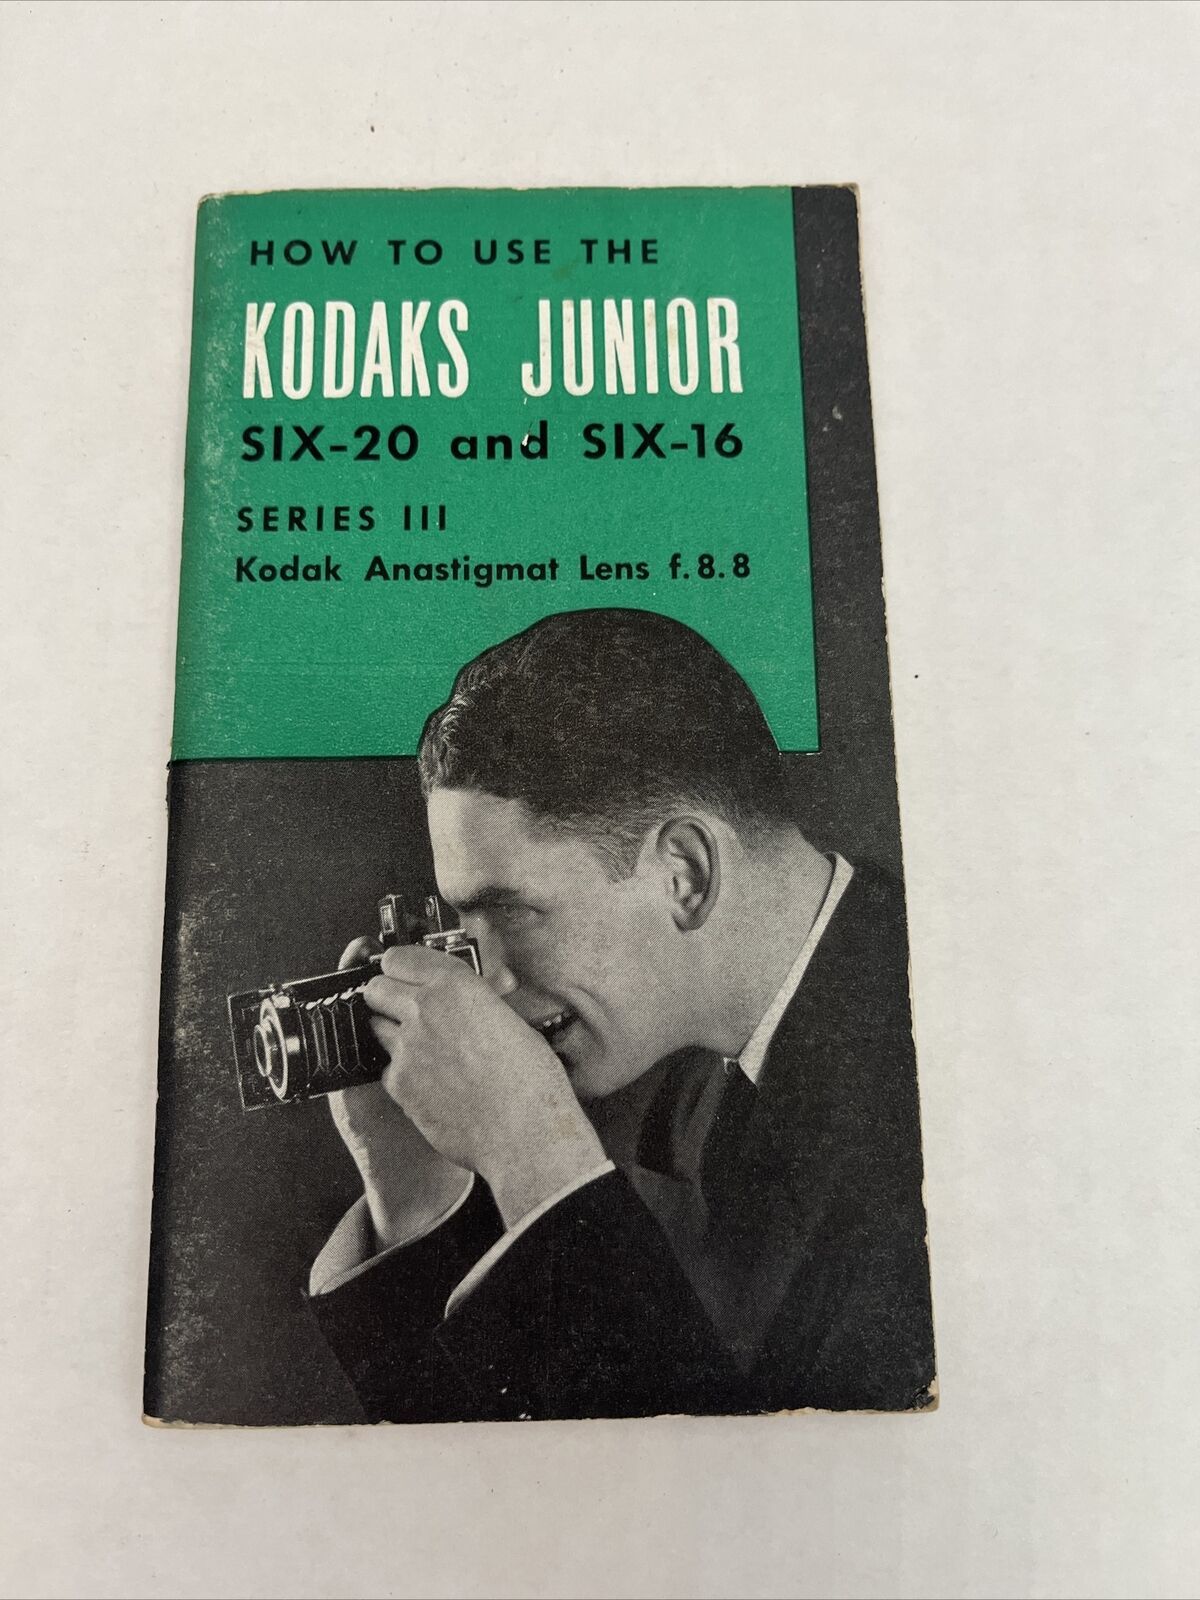 HOW TO USE THE
KODAKS JUNIOR
SIX-20 and SIX-16
SERIES III
Kodak Anastigmat Lens f.8.8